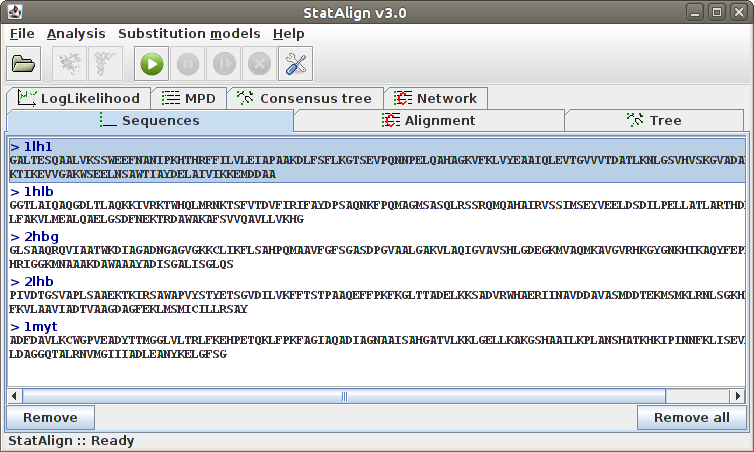 StatAlign v3.0
File Analysis Substitution models Help
LogLikelihood MPD Consensus tree Network
Sequences Alignment Tree
> 1lh1
GALTESQAALVKSSWEEFNANIPKHTHRFFILVLEIAPAAKDLFSFLKGTSEVPQNNPELQAHAGKVFKLVYEAAIQLEVTGVVVTDATLKNLGSVHVSKGVADA
KTIKEVVGAKWSEELNSAWTIAYDELAIVIKKEMDDAA
> 1hlb
GGTLAIQAQGDLTLAQKKIVRKTWHQLMRNKTSFVTDVFIRIFAYDPSAQNKFPQMAGMSASQLRSSRQMQAHAIRVSSIMSEYVEELDSDILPELLATLARTHD
LFAKVLMEALQAELGSDFNEKTRDAWAKAFSVVQAVLLVKHG
> 2hbg
GLSAAQRQVIAATWKDIAGADNGAGVGKKCLIKFLSAHPQMAAVFGFSGASDPGVAALGAKVLAQIGVAVSHLGDEGKMVAQMKAVGVRHKGYGNKHIKAQYFEP
HRIGGKMNAAAKDAWAAAYADISGALISGLQS
> 2lhb
PIVDTGSVAPLSAAEKTKIRSAWAPVYSTYETSGVDILVKFFTSTPAAQEFFPKFKGLTTADELKKSADVRWHAERIINAVDDAVASMDDTEKMSMKLRNLSGKH
FKVLAAVIADTVAAGDAGFEKLMSMICILLRSAY
> 1myt
ADFDAVLKCWGPVEADYTTMGGLVLTRLFKEHPETQKLFPKFAGIAQADIAGNAAISAHGATVLKKLGELLKAKGSHAAILKPLANSHATKHKIPINNFKLISEV
LDAGGQTALRNVMGIIIADLEANYKELGFSG
Remove Remove all
StatAlign :: Ready